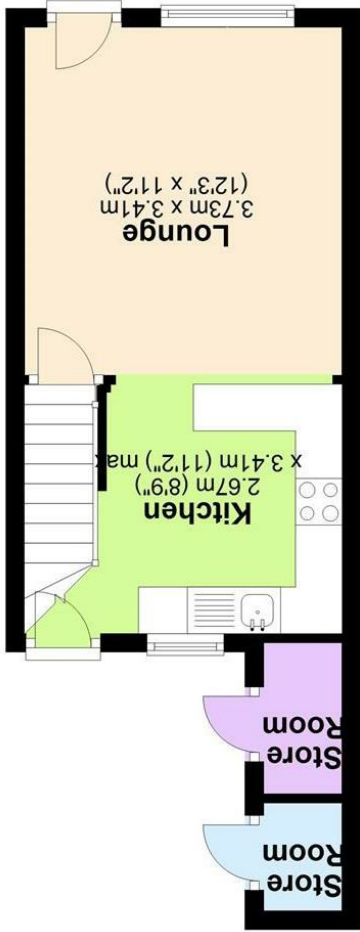 Store
Room
Store
Room
Kitchen
2.67m (8'9")
x 3.41m (11'2") max
Lounge
3.73m x 3.41m
(12'3" x 11'2")